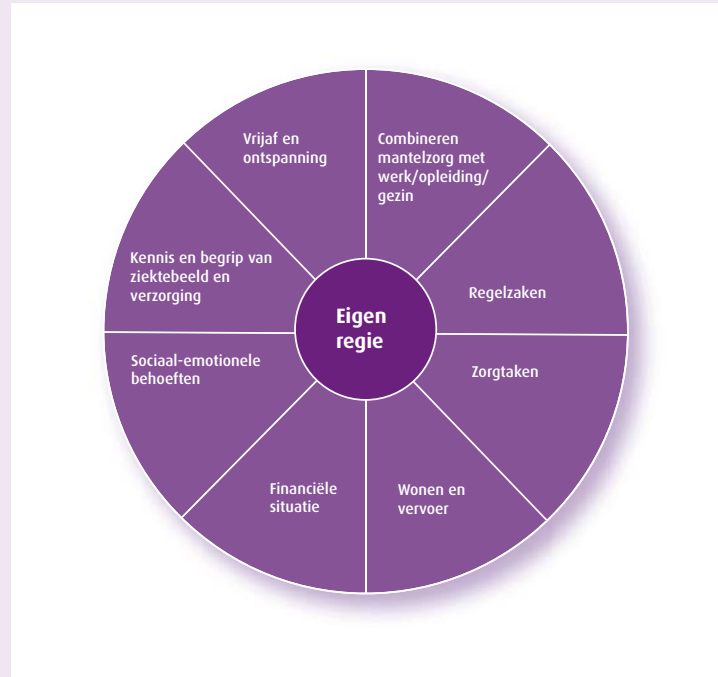 Vrijaf en
ontspanning
Combineren
mantelzorg met
werk/opleiding/
gezin
Kennis en begrip van
ziektebeeld en
verzorging
Regelzaken
Eigen
regie
Sociaal-emotionele
behoeften
Zorgtaken
Financiële
situatie
Wonen en
vervoer